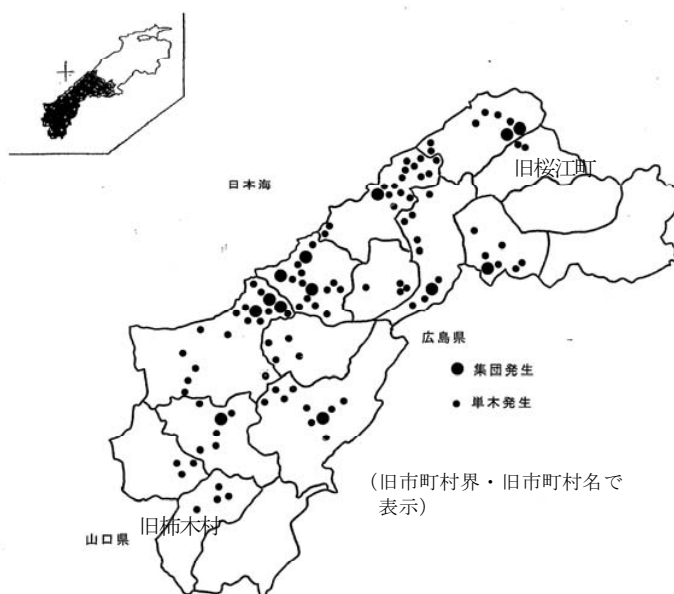 旧桜江町
日本海
広島県
集団発生
単木発生
(旧市町村界・旧市町村名で
表示)
旧柿木村
山口県